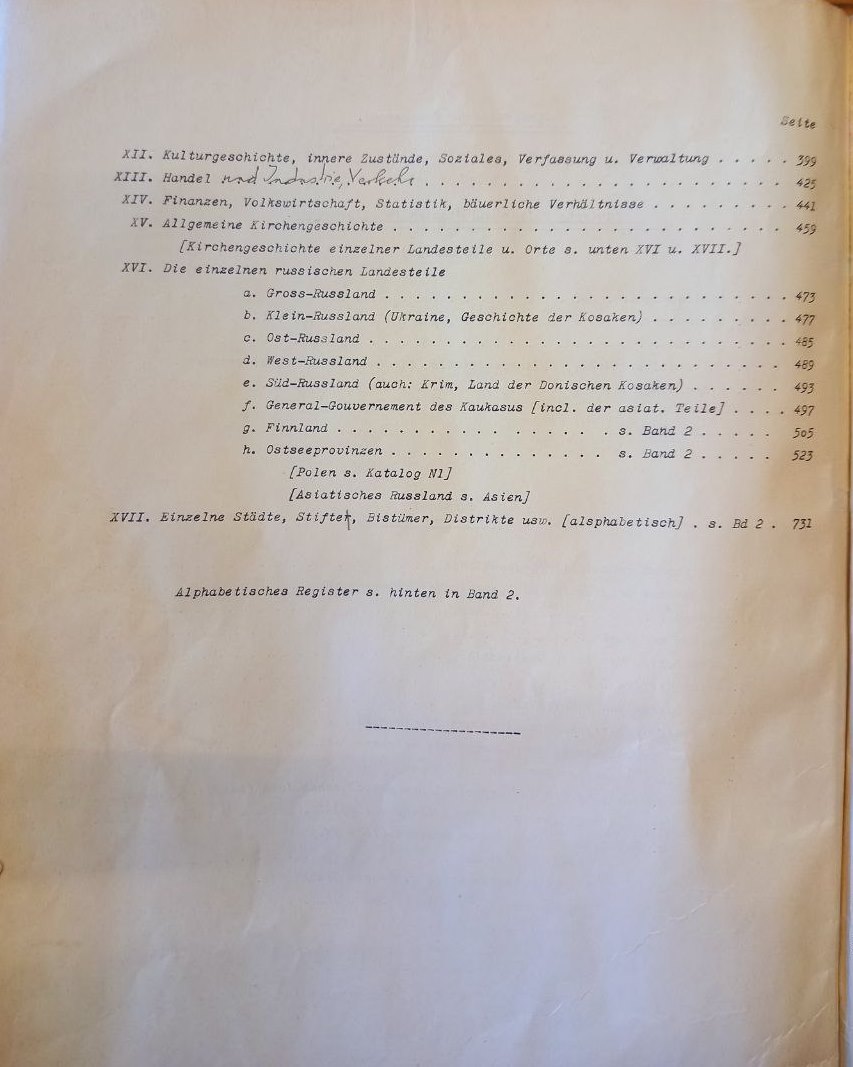 Seite
XII. Kulturgeschichte, innere Zustände, Soziales, Verfassung u. Verwaltung . . . . . 399
XIII. Handel und Industrie, Verkehr . . . . . . . . . . . . . . . . . . . . . . . . 425
XIV. Finanzen, Volkswirtschaft, Statistik, bäuerliche Verhältnisse . . . . . . . . . 441
XV. Allgemeine Kirchengeschichte . . . . . . . . . . . . . . . . . . . . . . . . . . 459
[Kirchengeschichte einzelner Landesteile u. Orte s. unten XVI u. XVII.]
XVI. Die einzelnen russischen Landesteile
a. Gross-Russland . . . . . . . . . . . . . . . . . . . . . . . . . . 473
b. Klein-Russland (Ukraine, Geschichte der Kosaken) . . . . . . . . . 477
c. Ost-Russland . . . . . . . . . . . . . . . . . . . . . . . . . . . 485
d. West-Russland . . . . . . . . . . . . . . . . . . . . . . . . . . 489
e. Süd-Russland (auch: Krim, Land der Donischen Kosaken) . . . . . . 493
f. General-Gouvernement des Kaukasus [incl. der asiat. Teile] . . . . 497
g. Finnland . . . . . . . . . . . . . . . . . . s. Band 2 . . . . . 505
h. Ostseeprovinzen . . . . . . . . . . . . . . s. Band 2 . . . . . 523
[Polen s. Katalog N1]
[Asiatisches Russland s. Asien]
XVII. Einzelne Städte, Stifter, Bistümer, Distrikte usw. [alsphabetisch] . s. Bd 2 . 731
Alphabetisches Register s. hinten in Band 2.